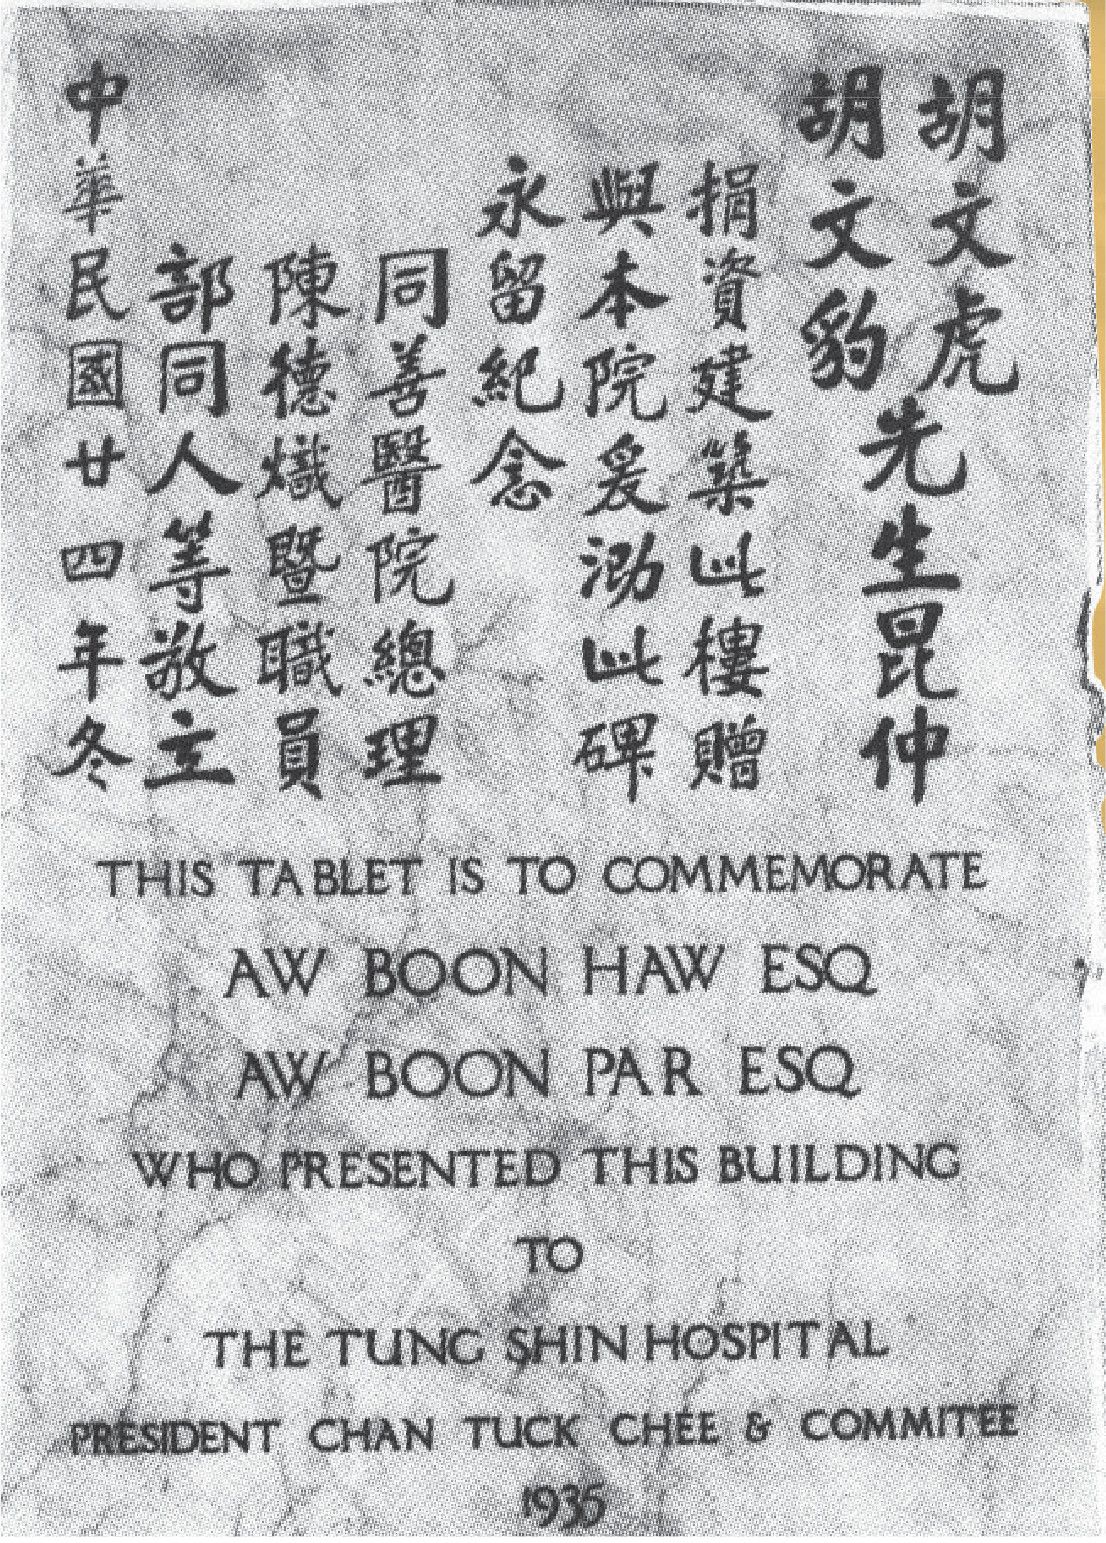 胡文虎
胡文豹
先生昆仲
捐資建築此樓贈
與本院爰泐此碑
永留紀念
同善醫院總理
陳德熾暨職員
部同人等敬立
中華民國廿四年冬
THIS TABLET IS TO COMMEMORATE
AW BOON HAW ESQ
AW BOON PAR ESQ
WHO PRESENTED THIS BUILDING
TO
THE TUNG SHIN HOSPITAL
PRESIDENT CHAN TUCK CHEE & COMMITEE
1935